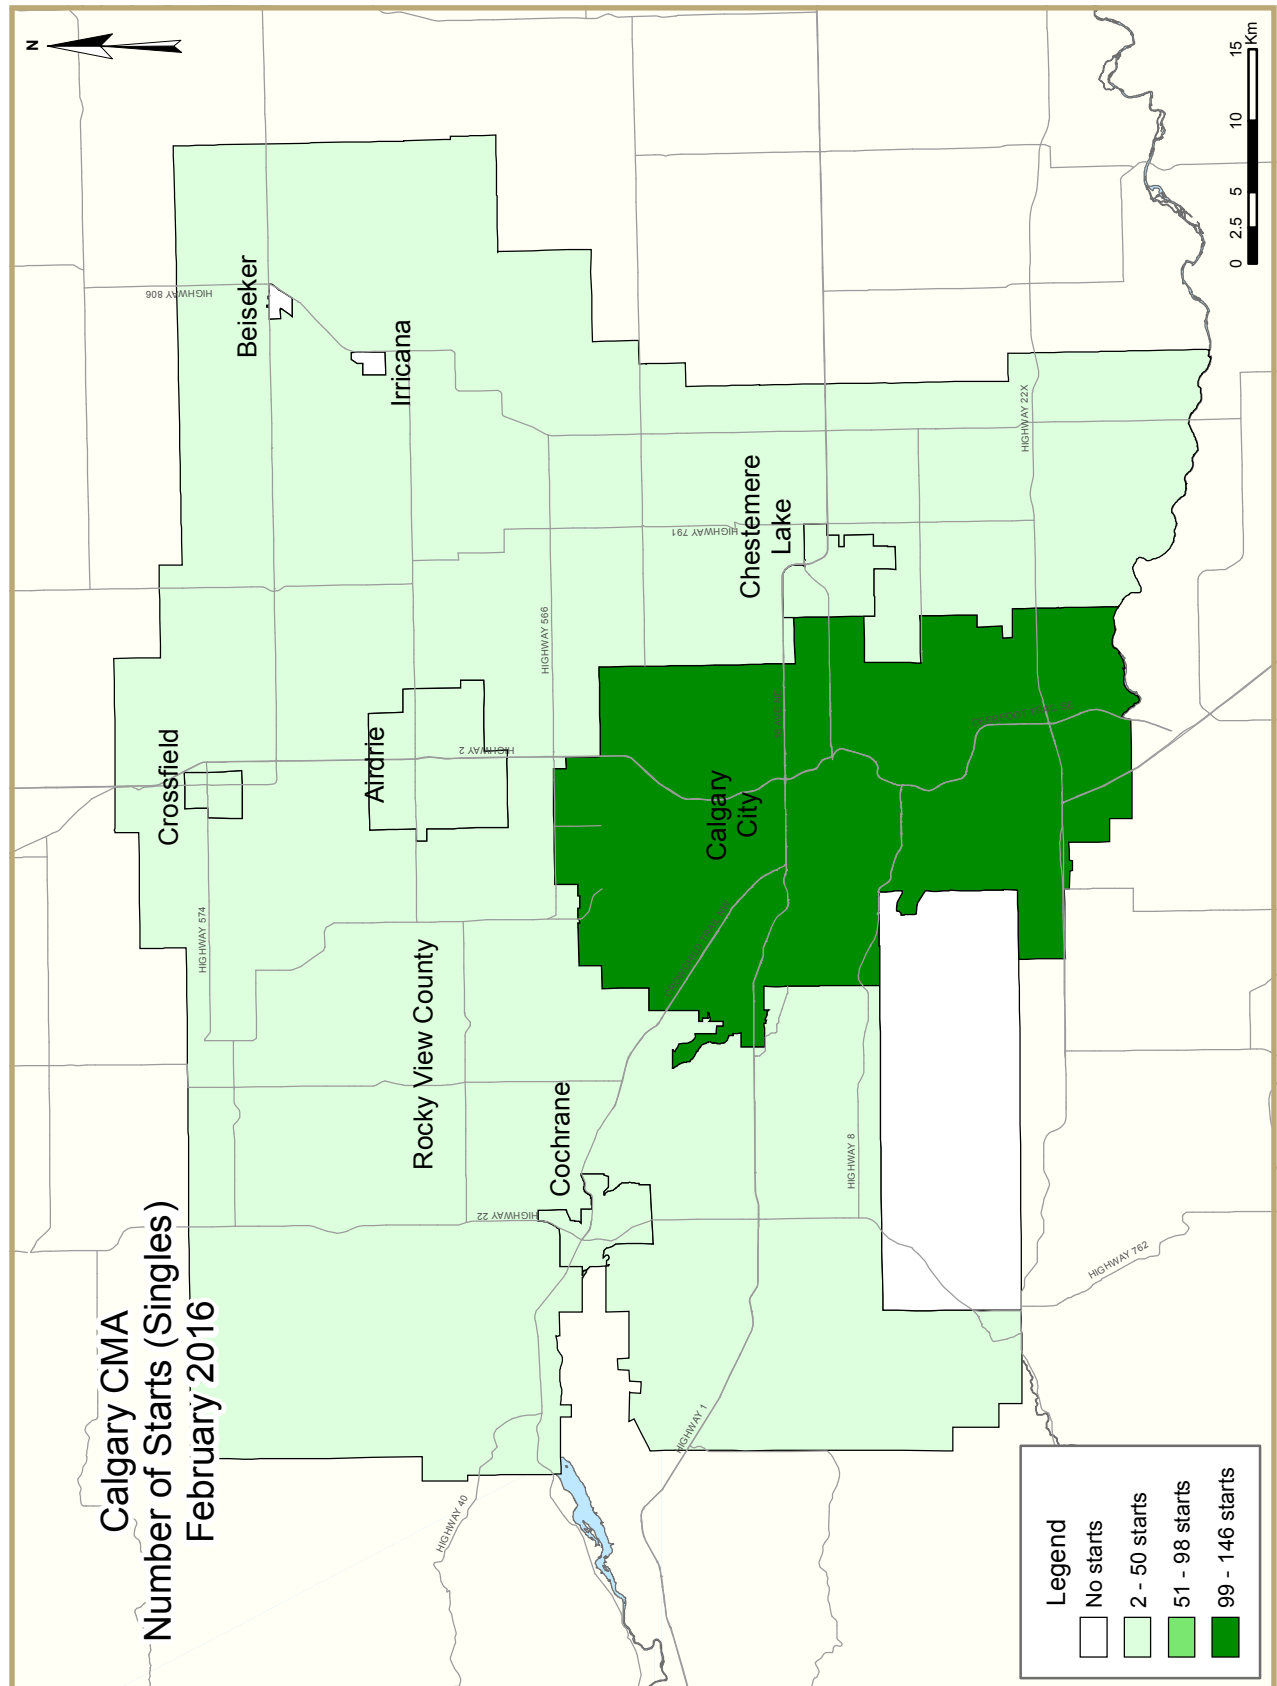 Calgary CMA
Number of Starts (Singles)
February 2016
N
Beiseker
Irricana
Crossfield
Airdrie
Rocky View County
Cochrane
Chestemere
Lake
Calgary
City
HIGHWAY 806
HIGHWAY 574
HIGHWAY 2
HIGHWAY 566
HIGHWAY 791
HIGHWAY 22X
HIGHWAY 22
HIGHWAY 8
HIGHWAY 1
HIGHWAY 40
HIGHWAY 762
0 2.5 5 10 15
Km
Legend
No starts
2 - 50 starts
51 - 98 starts
99 - 146 starts